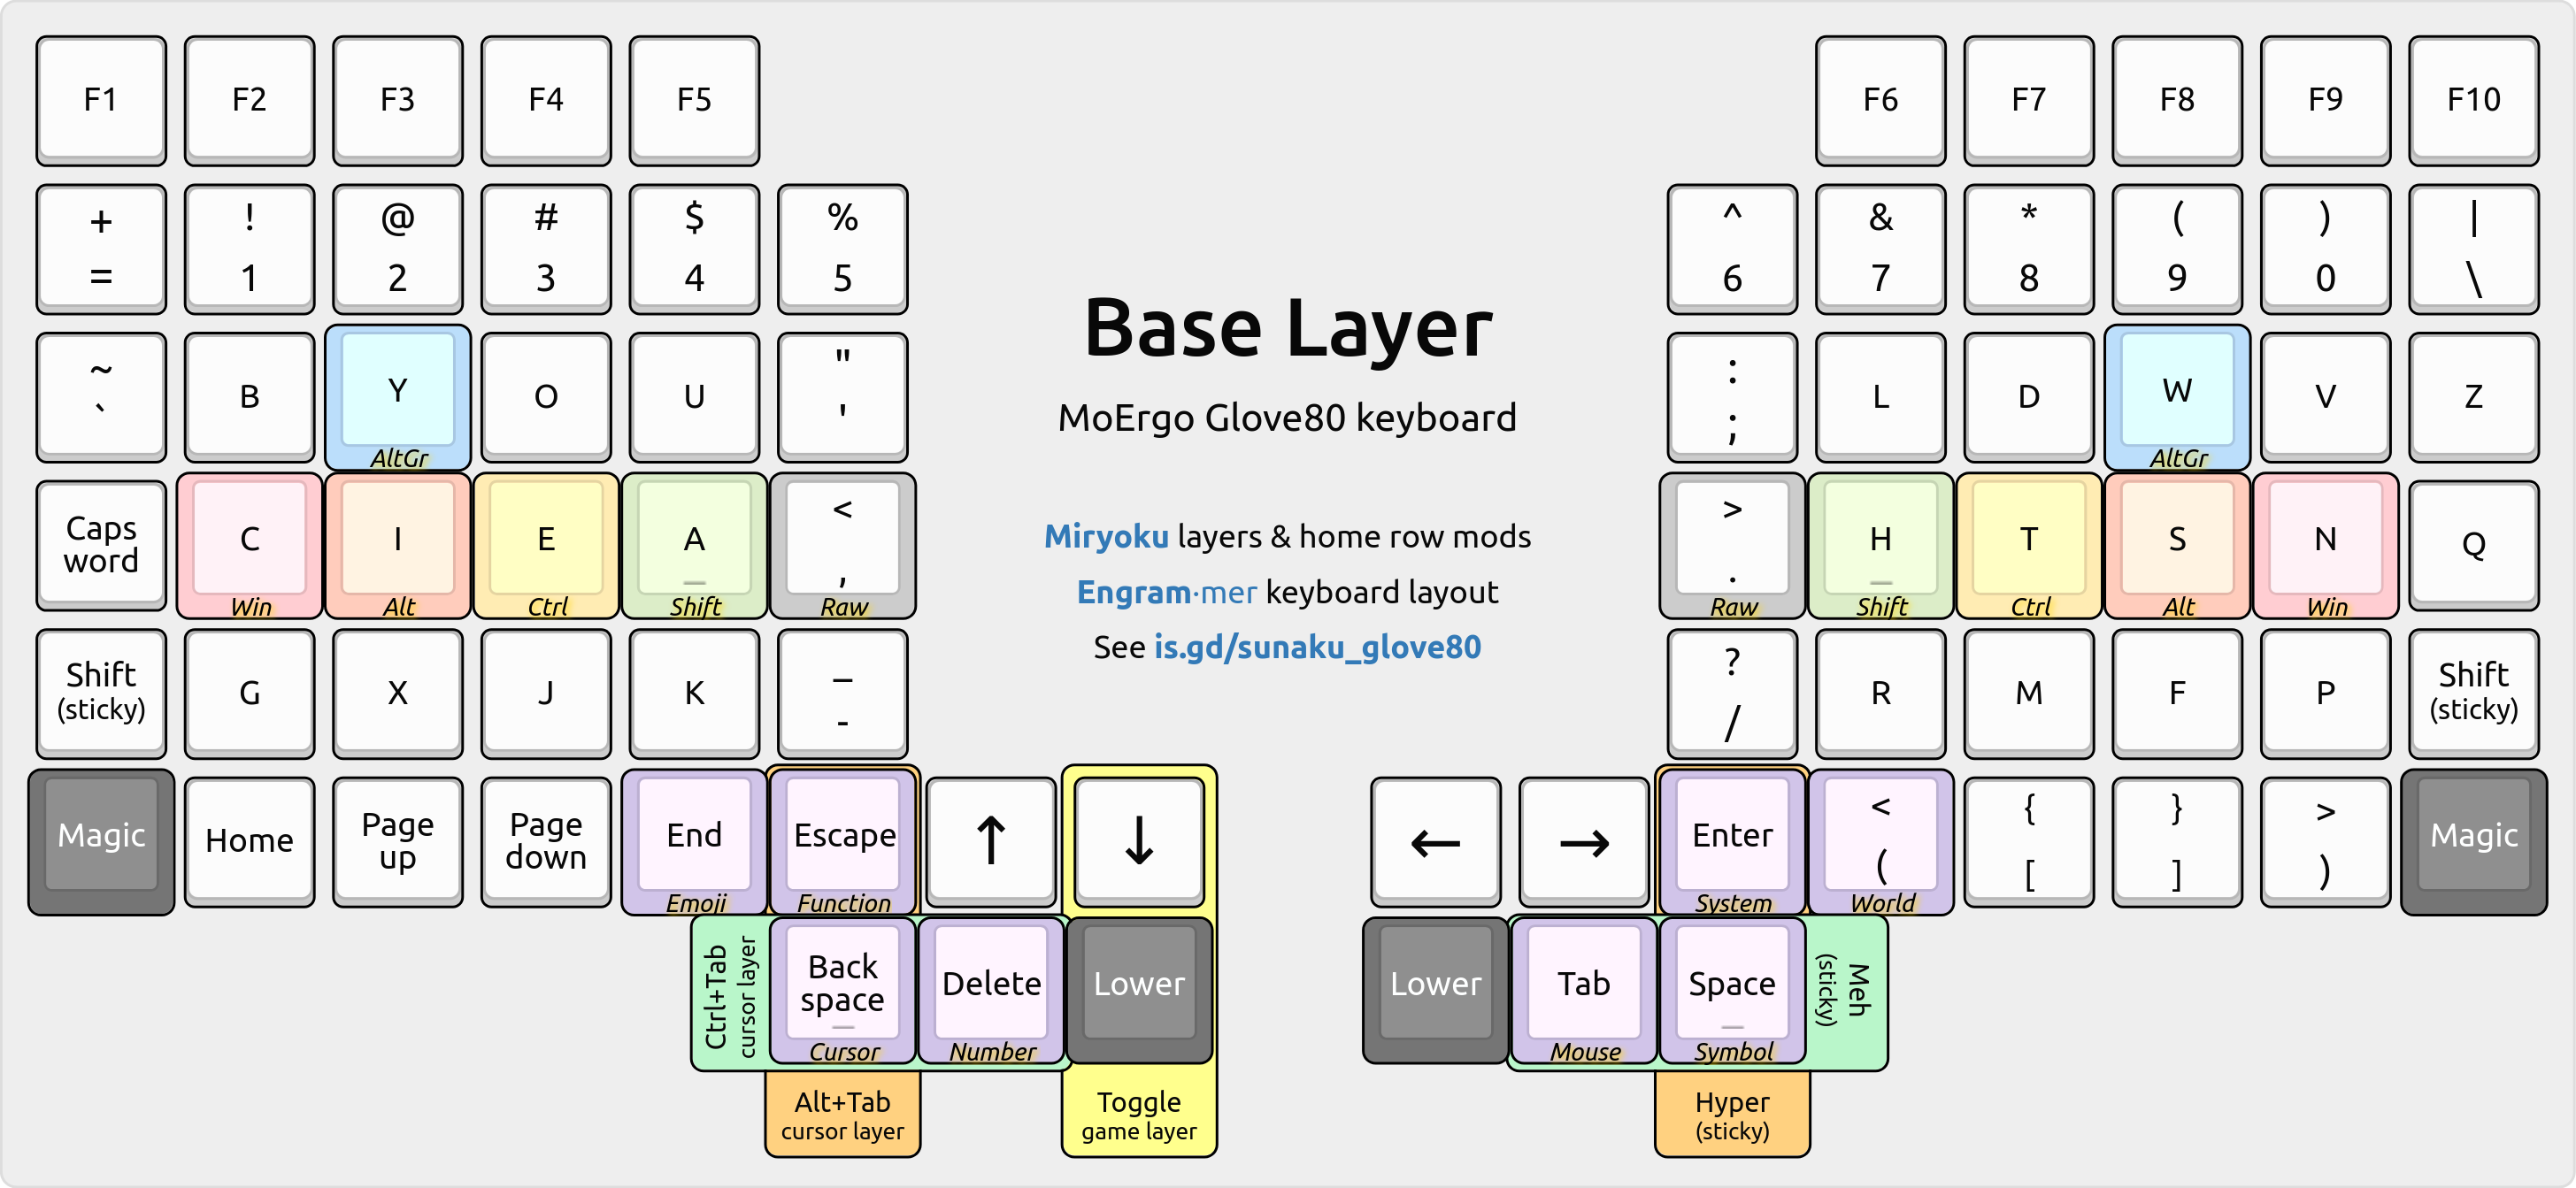 F1 F2 F3 F4 F5 F6 F7 F8 F9 F10
+ ! @ # $ % ^ & * ( ) |
= 1 2 3 4 5 6 7 8 9 0 \
Base Layer
~ " :
` B Y O U ' ; L D W V Z
AltGr AltGr
MoErgo Glove80 keyboard
< >
Caps word C I E A _ , . H _ T S N Q
Win Alt Ctrl Shift Raw Raw Shift Ctrl Alt Win
Miryoku layers & home row mods
Engram·mer keyboard layout
See is.gd/sunaku_glove80
_ ?
Shift (sticky) G X J K - / R M F P Shift (sticky)
< { } >
Magic Home Page up Page down End Escape ↑ ↓ ← → Enter ( [ ] ) Magic
Emoji Function System World
Ctrl+Tab
cursor layer
Back space _ Delete Lower Lower Tab Space _
Meh
(sticky)
Cursor Number Mouse Symbol
Alt+Tab Toggle Hyper
cursor layer game layer (sticky)